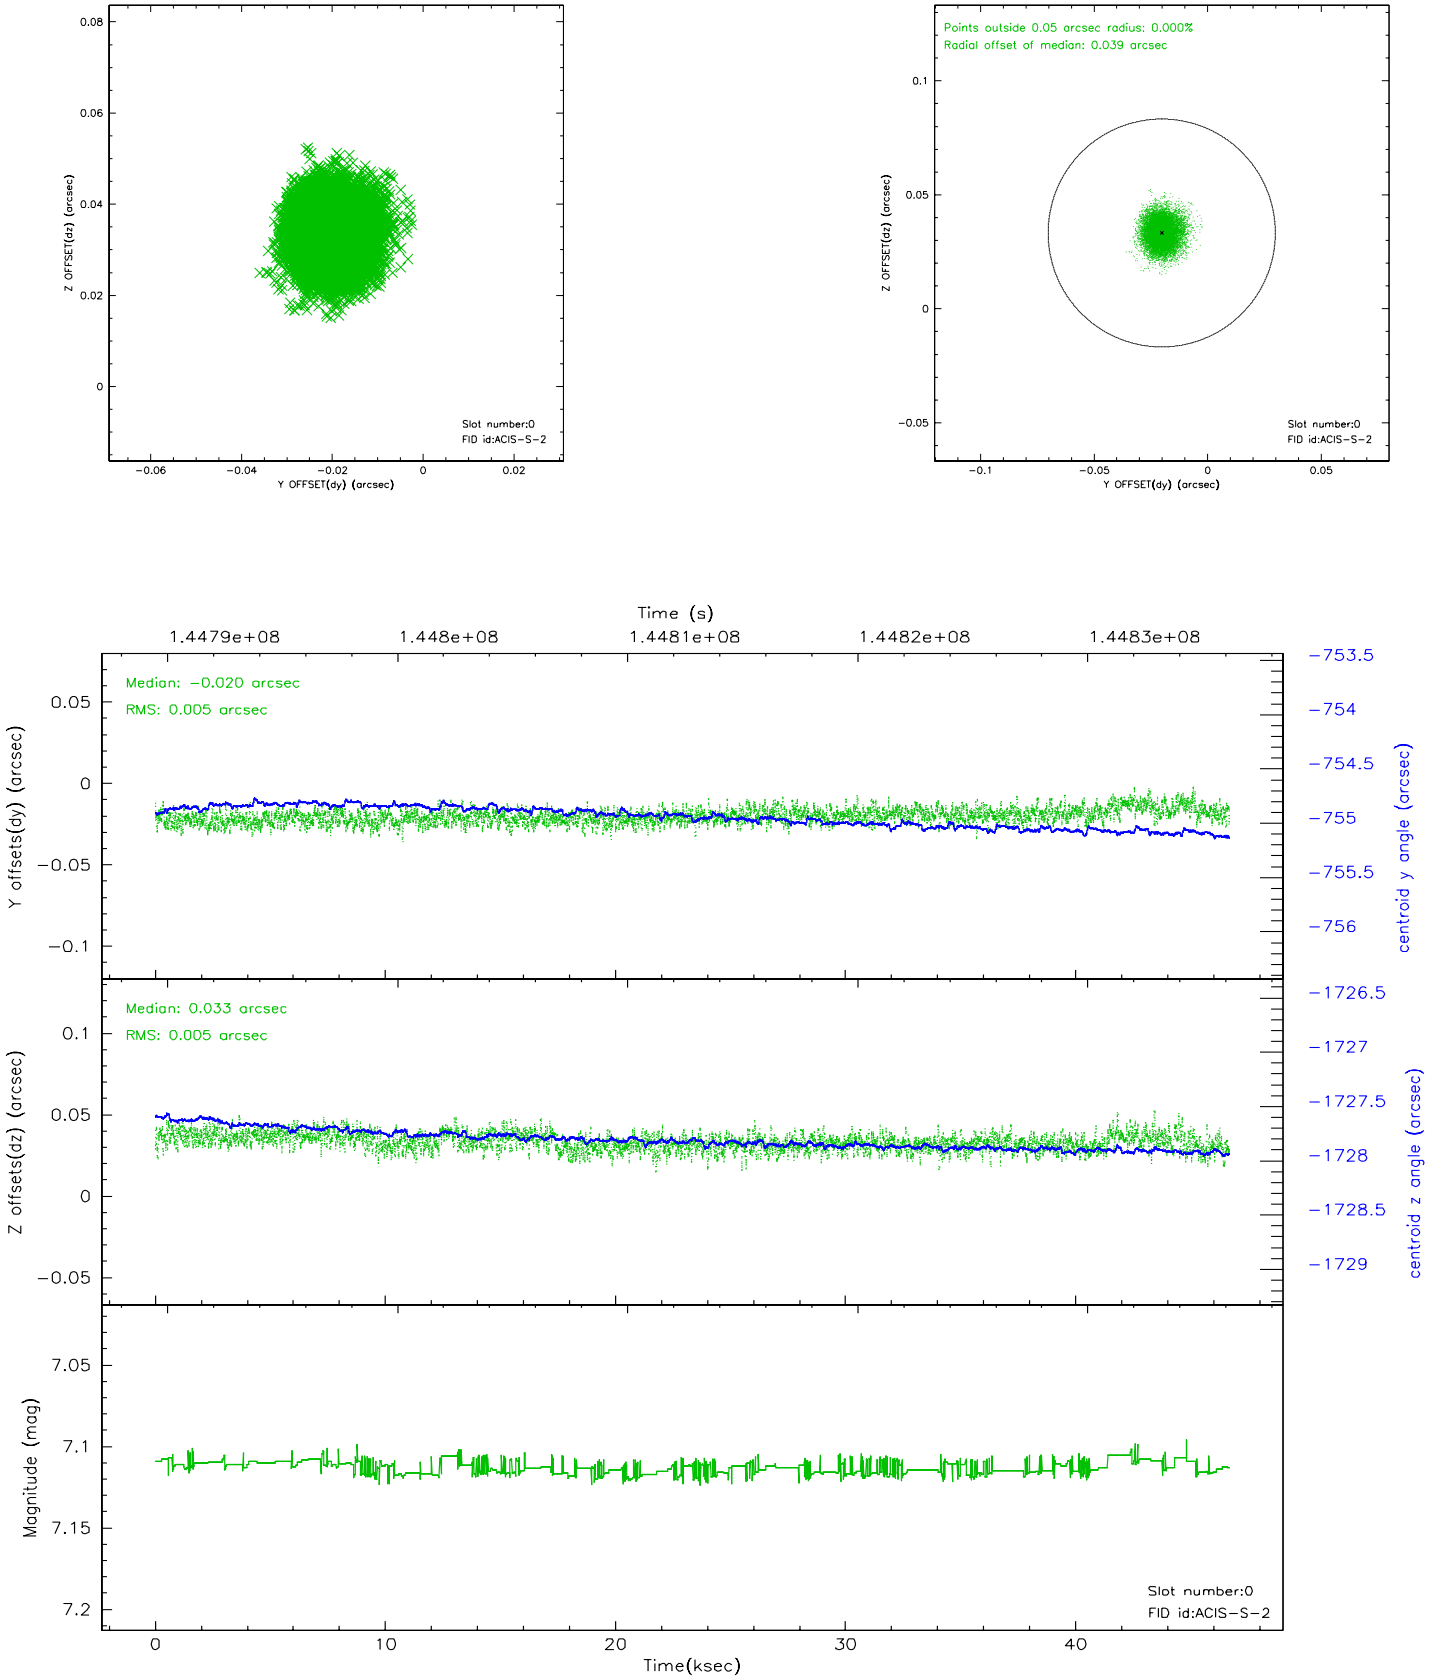 0.08
0.06
0.04
0.02
0
Z OFFSET(dz) (arcsec)
Slot number:0
FID id:ACIS-S-2
-0.06 -0.04 -0.02 0 0.02
Y OFFSET(dy) (arcsec)
Points outside 0.05 arcsec radius: 0.000%
Radial offset of median: 0.039 arcsec
0.1
0.05
0
-0.05
Z OFFSET(dz) (arcsec)
Slot number:0
FID id:ACIS-S-2
-0.1 -0.05 0 0.05
Y OFFSET(dy) (arcsec)
Time (s)
1.4479e+08 1.448e+08 1.4481e+08 1.4482e+08 1.4483e+08
Median: -0.020 arcsec
RMS: 0.005 arcsec
0.05
0
-0.05
-0.1
Y offsets(dy) (arcsec)
-753.5
-754
-754.5
-755
-755.5
-756
centroid y angle (arcsec)
Median: 0.033 arcsec
RMS: 0.005 arcsec
0.1
0.05
0
-0.05
Z offsets(dz) (arcsec)
-1726.5
-1727
-1727.5
-1728
-1728.5
-1729
centroid z angle (arcsec)
7.05
7.1
7.15
7.2
Magnitude (mag)
Slot number:0
FID id:ACIS-S-2
0 10 20 30 40
Time(ksec)